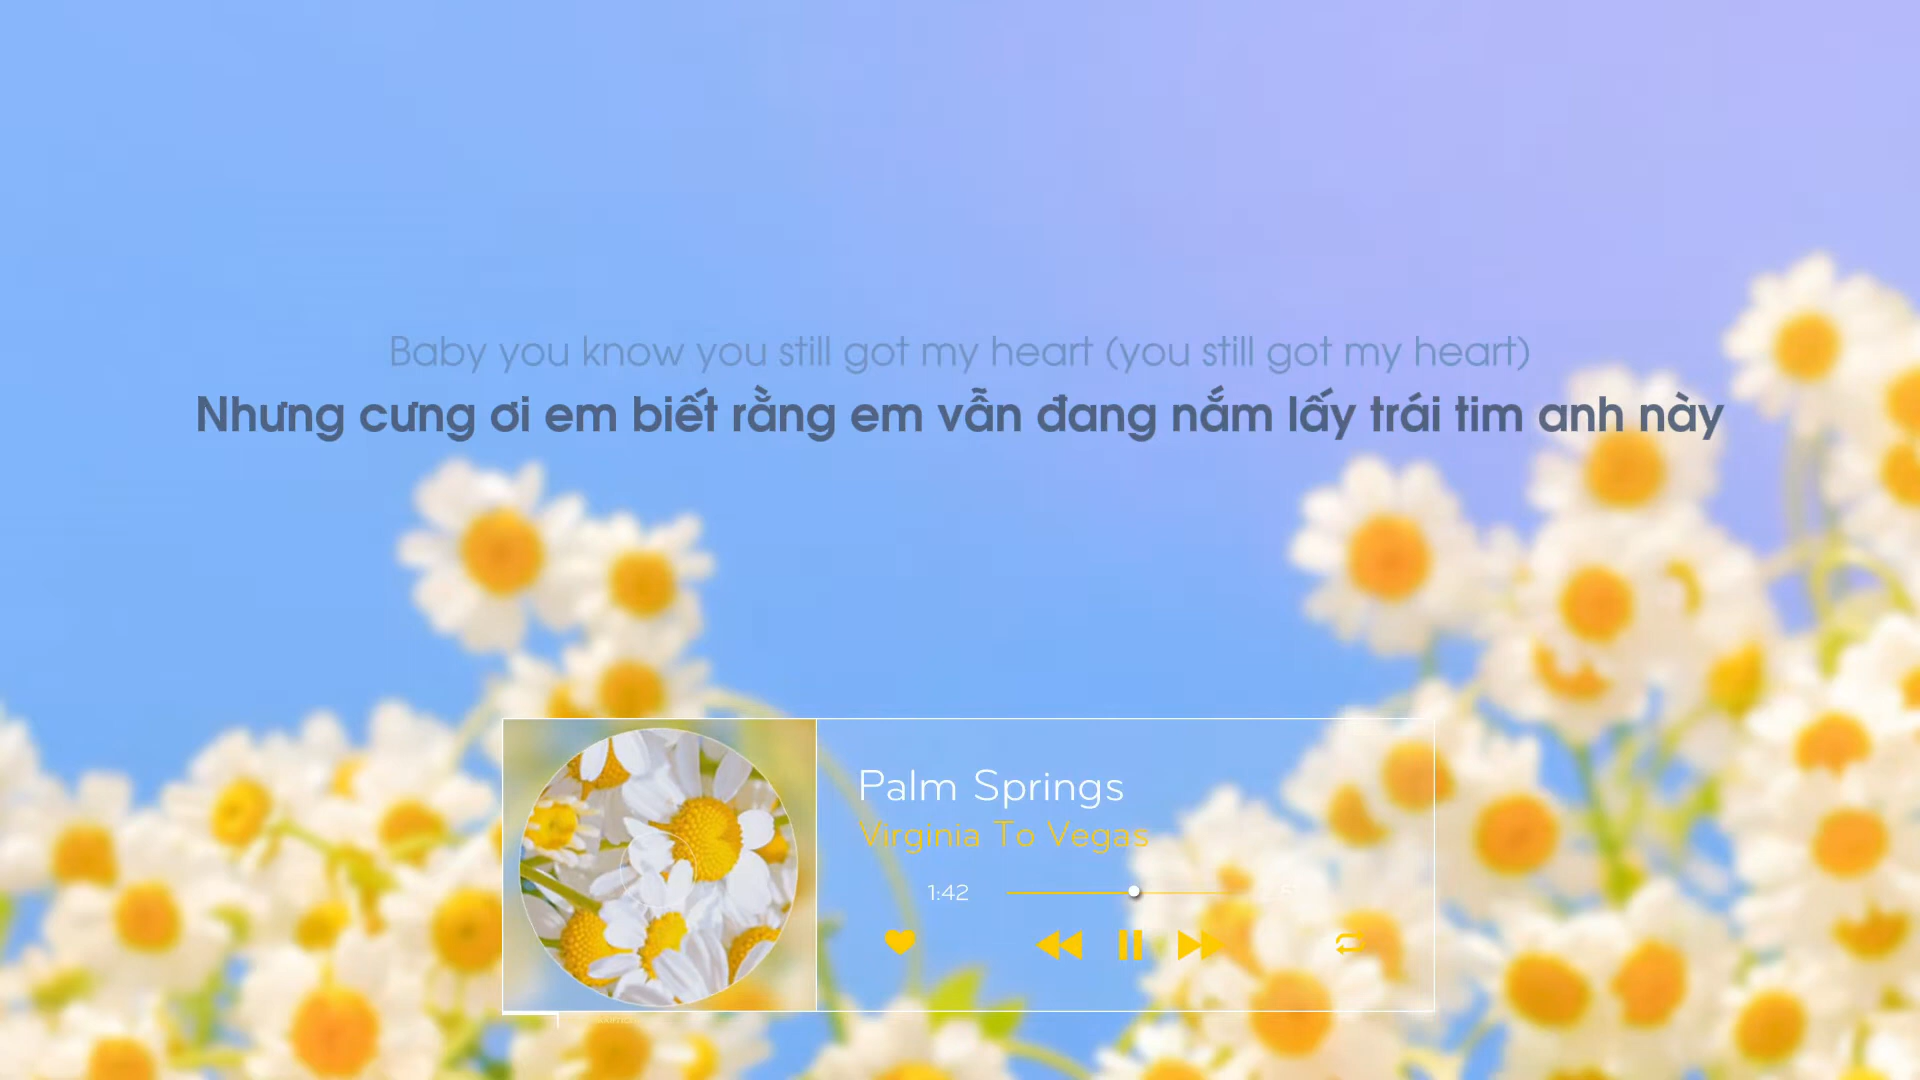 Baby you know you still got my heart (you still got my heart)
Nhưng cưng ơi em biết rằng em vẫn đang nắm lấy trái tim anh này
Palm Springs
Virginia To Vegas
1:42